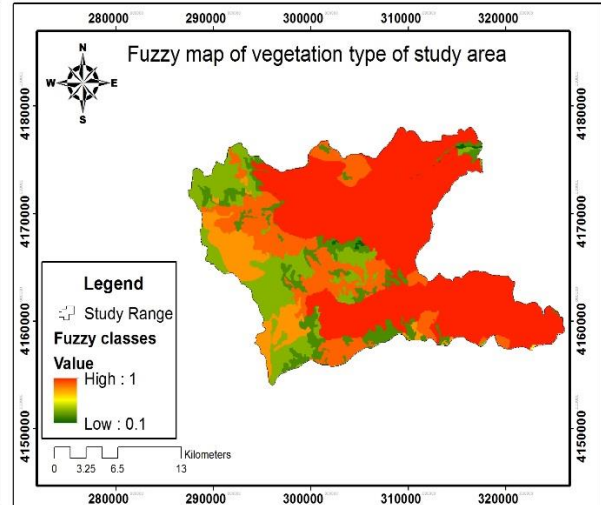 280000 290000 300000 310000 320000
Fuzzy map of vegetation type of study area
N
W E
S
4180000 4180000
4170000 4170000
4160000 4160000
4150000 4150000
Legend
Study Range
Fuzzy classes
Value
High : 1
Low : 0.1
Kilometers
0 3.25 6.5 13
280000 290000 300000 310000 320000